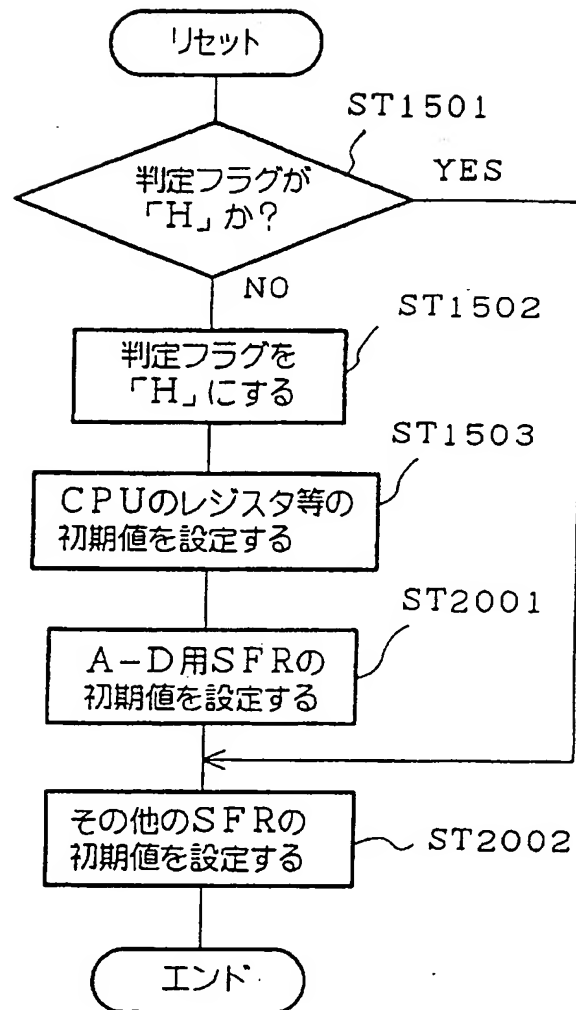 リセット
ST1501
判定フラグが
「H」か?
YES
NO
ST1502
判定フラグを
「H」にする
ST1503
CPUのレジスタ等の
初期値を設定する
ST2001
A-D用SFRの
初期値を設定する
その他のSFRの
初期値を設定する
ST2002
エンド